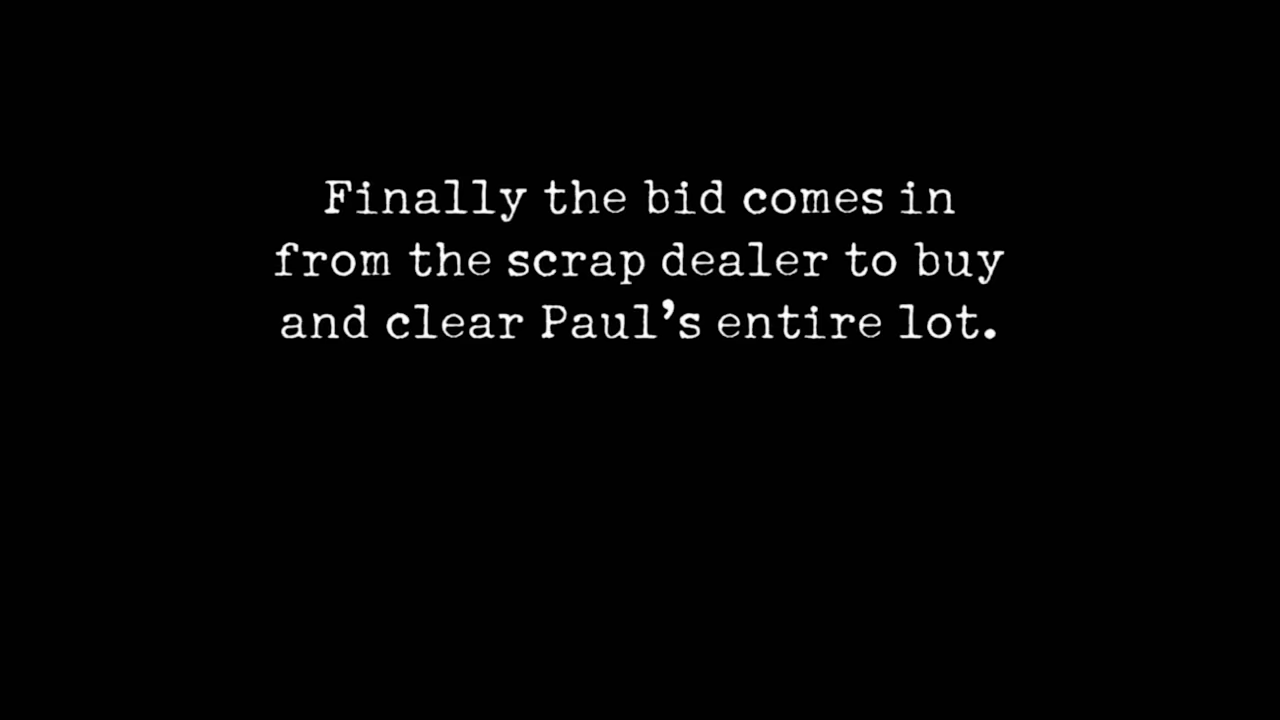 Finally the bid comes in
from the scrap dealer to buy
and clear Paul’s entire lot.